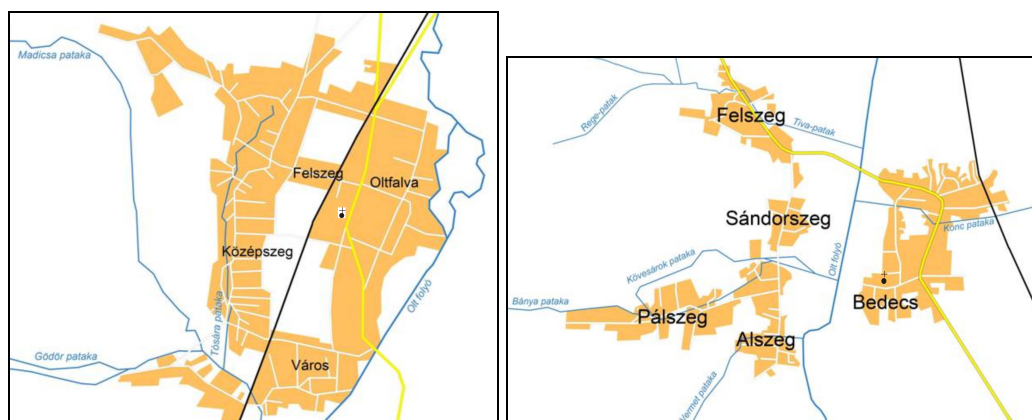 Madicsa pataka
Felszeg
Oltfalva
Középszeg
Olt folyó
Tósára pataka
Gödör pataka
Város
Felszeg
Rege-patak
Tiva-patak
Sándorszeg
Konc pataka
Olt folyó
Kövesárok pataka
Bánya pataka
Pálszeg
Bedecs
Alszeg
Vermet pataka